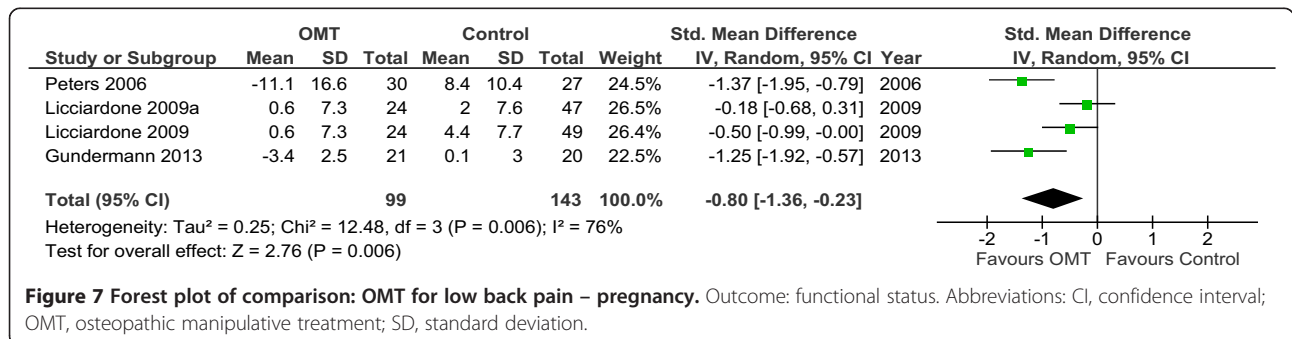 OMT Control Std. Mean Difference Std. Mean Difference
Study or Subgroup Mean SD Total Mean SD Total Weight IV, Random, 95% CI Year IV, Random, 95% CI
Peters 2006 -11.1 16.6 30 8.4 10.4 27 24.5% -1.37 [-1.95, -0.79] 2006
Licciardone 2009a 0.6 7.3 24 2 7.6 47 26.5% -0.18 [-0.68, 0.31] 2009
Licciardone 2009 0.6 7.3 24 4.4 7.7 49 26.4% -0.50 [-0.99, -0.00] 2009
Gundermann 2013 -3.4 2.5 21 0.1 3 20 22.5% -1.25 [-1.92, -0.57] 2013
Total (95% CI) 99 143 100.0% -0.80 [-1.36, -0.23]
Heterogeneity: Tau² = 0.25; Chi² = 12.48, df = 3 (P = 0.006); I² = 76%
Test for overall effect: Z = 2.76 (P = 0.006)
-2 -1 0 1 2
Favours OMT Favours Control
Figure 7 Forest plot of comparison: OMT for low back pain – pregnancy. Outcome: functional status. Abbreviations: CI, confidence interval;
OMT, osteopathic manipulative treatment; SD, standard deviation.